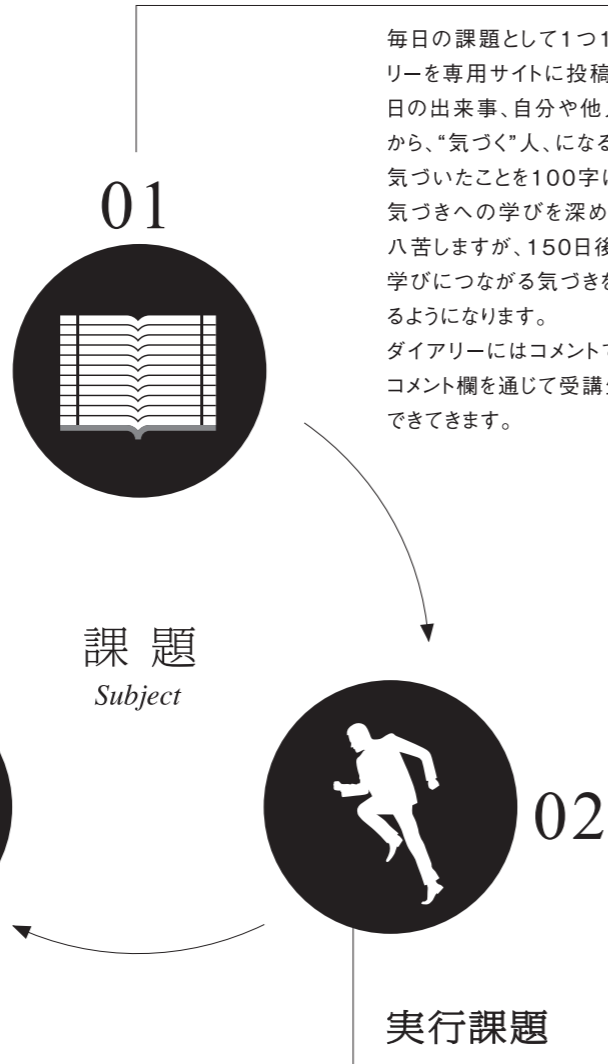 毎日の課題として1つ1
リーを専用サイトに投稿
日の出来事、自分や他
から、“気づく”人、になる
気づいたことを100字
気づきへの学びを深め
八苦しますが、150日後
学びにつながる気づきを
るようになります。
ダイアリーにはコメントで
コメント欄を通じて受講
できてきます。
01
課題
Subject
02
実行課題